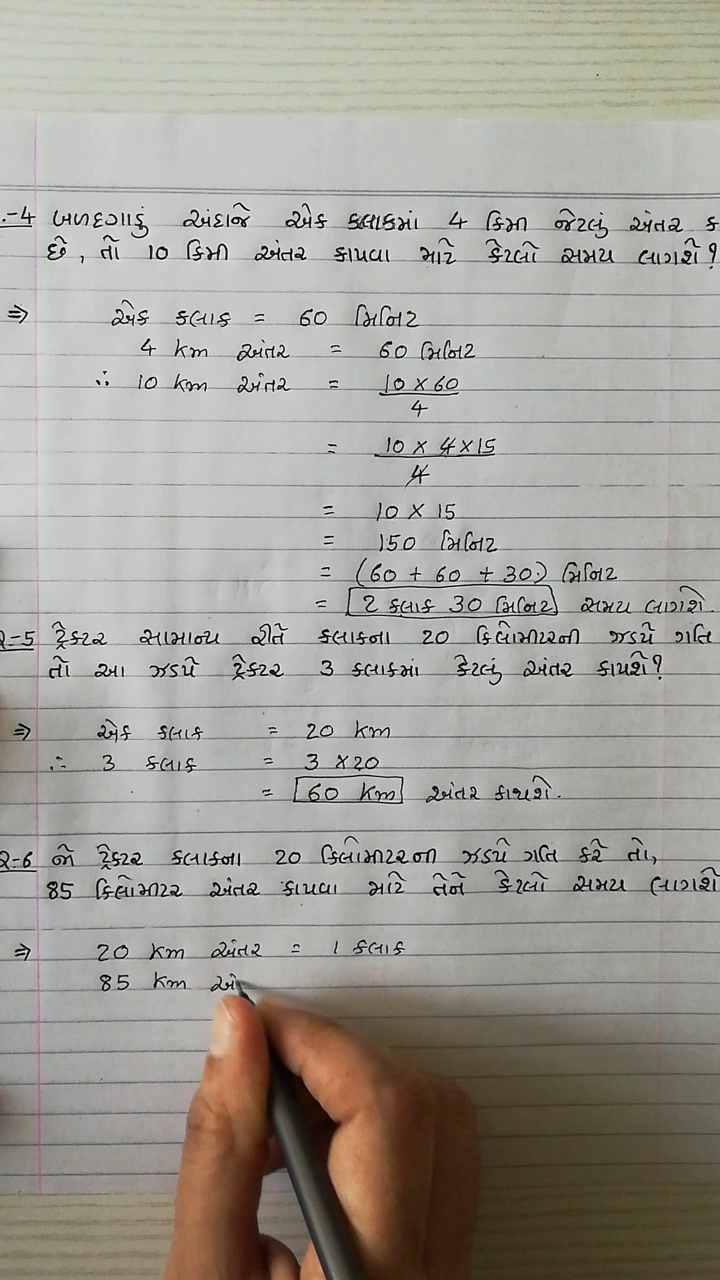 .-4 બળદગાડું અંદાજે એક કલાકમાં 4 કિમી જેટલું અંતર ક
છે, તો 10 કિમી અંતર કાપવા માટે કેટલો સમય લાગશે?
⇒ એક કલાક = 60 મિનિટ
4 km અંતર = 60 મિનિટ
∴ 10 km અંતર = 10 × 60
4
= 10 × 4 × 15
4
= 10 × 15
= 150 મિનિટ
= (60 + 60 + 30) મિનિટ
= 2 કલાક 30 મિનિટ સમય લાગશે.
2-5 ટ્રેક્ટર સામાન્ય રીતે કલાકના 20 કિલોમીટરની ઝડપે ગતિ
તો આ ઝડપે ટ્રેક્ટર 3 કલાકમાં કેટલું અંતર કાપશે?
⇒ એક કલાક = 20 km
∴ 3 કલાક = 3 × 20
= 60 km અંતર કાપશે.
2-6 જો ટ્રેક્ટર કલાકના 20 કિલોમીટરની ઝડપે ગતિ કરે તો,
85 કિલોમીટર અંતર કાપવા માટે તેને કેટલો સમય લાગશે
⇒ 20 km અંતર = 1 કલાક
85 km અં